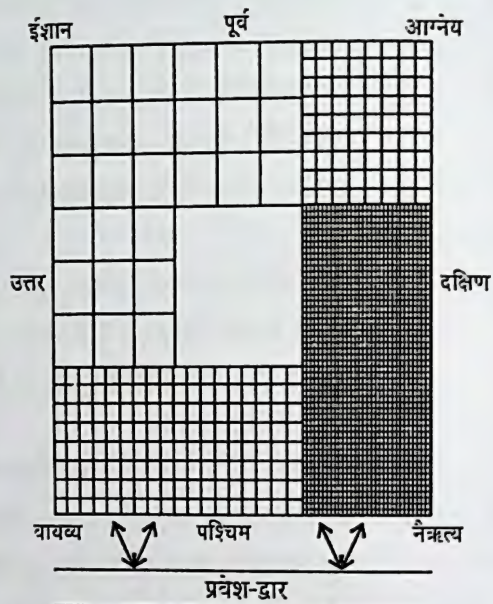 ईशान पूर्व आग्नेय
उत्तर दक्षिण
वायव्य पश्चिम नैऋत्य
प्रवेश-द्वार